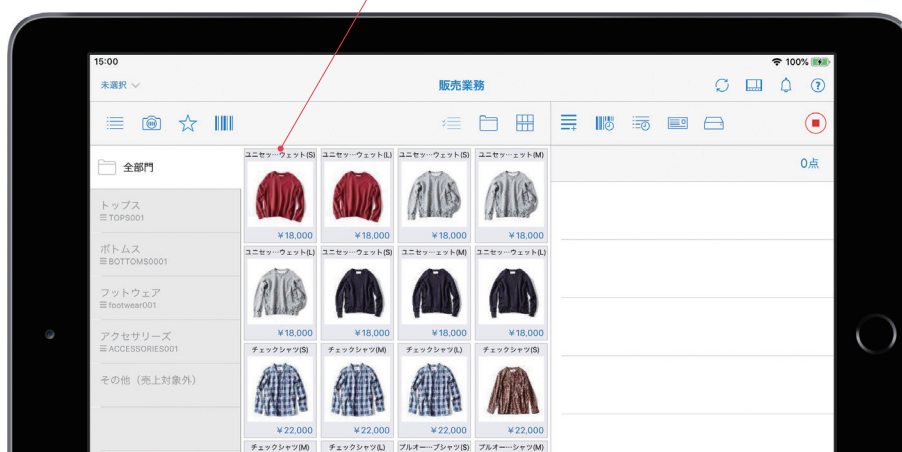 15:00
100%
未選択
販売業務
全部門
0点
トップス
TOPS001
ボトムス
BOTTOMS0001
フットウェア
footwear001
アクセサリーズ
ACCESSORIES001
その他（売上対象外）
ユニセッ…ウェット(S) ユニセッ…ウェット(L) ユニセッ…ウェット(S) ユニセッ…ェット(M)
¥18,000 ¥18,000 ¥18,000 ¥18,000
ユニセッ…ウェット(L) ユニセッ…ウェット(S) ユニセッ…ェット(M) ユニセッ…ウェット(L)
¥18,000 ¥18,000 ¥18,000 ¥18,000
チェックシャツ(S) チェックシャツ(M) チェックシャツ(L) チェックシャツ(S)
¥22,000 ¥22,000 ¥22,000 ¥22,000
チェックシャツ(M) チェックシャツ(L) プルオー…プシャツ(S) プルオー…シャツ(M)